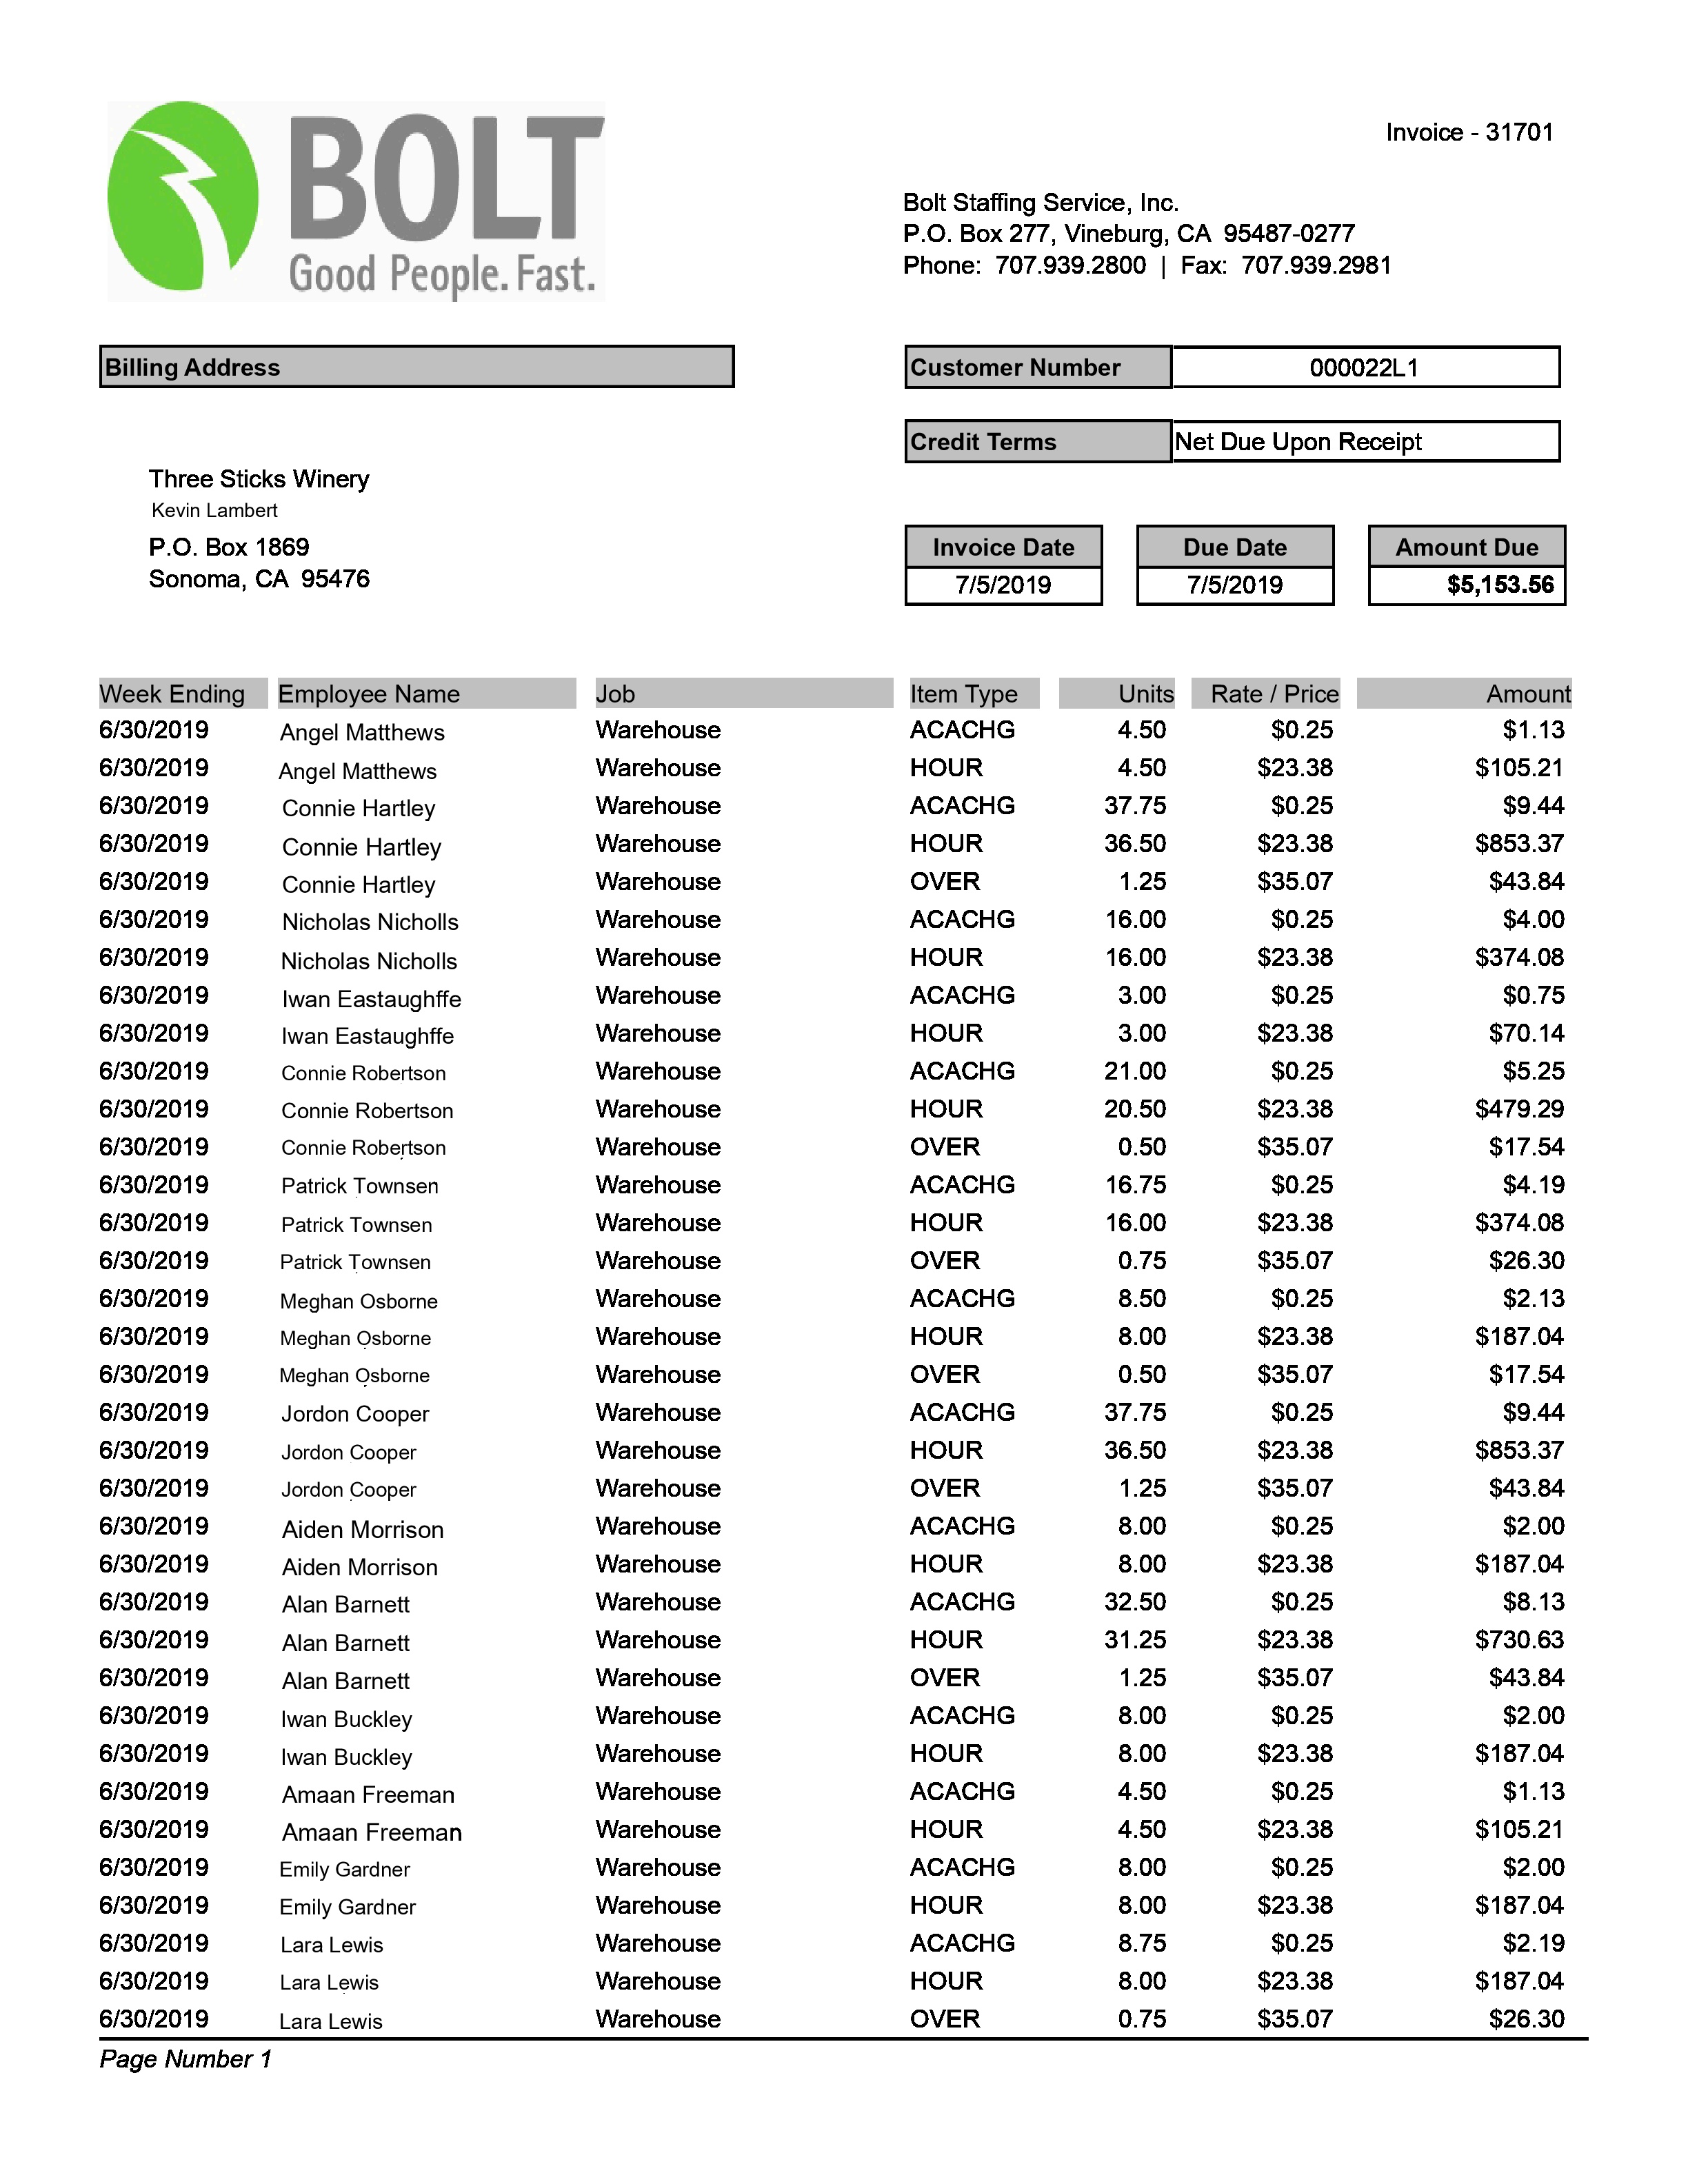 BOLT
Good People. Fast.
Invoice - 31701
Bolt Staffing Service, Inc.
P.O. Box 277, Vineburg, CA 95487-0277
Phone: 707.939.2800 | Fax: 707.939.2981
Billing Address
Customer Number 000022L1
Credit Terms Net Due Upon Receipt
Three Sticks Winery
Kevin Lambert
P.O. Box 1869
Sonoma, CA 95476
Invoice Date Due Date Amount Due
7/5/2019 7/5/2019 $5,153.56
Week Ending Employee Name Job Item Type Units Rate / Price Amount
6/30/2019 Angel Matthews Warehouse ACACHG 4.50 $0.25 $1.13
6/30/2019 Angel Matthews Warehouse HOUR 4.50 $23.38 $105.21
6/30/2019 Connie Hartley Warehouse ACACHG 37.75 $0.25 $9.44
6/30/2019 Connie Hartley Warehouse HOUR 36.50 $23.38 $853.37
6/30/2019 Connie Hartley Warehouse OVER 1.25 $35.07 $43.84
6/30/2019 Nicholas Nicholls Warehouse ACACHG 16.00 $0.25 $4.00
6/30/2019 Nicholas Nicholls Warehouse HOUR 16.00 $23.38 $374.08
6/30/2019 Iwan Eastaughffe Warehouse ACACHG 3.00 $0.25 $0.75
6/30/2019 Iwan Eastaughffe Warehouse HOUR 3.00 $23.38 $70.14
6/30/2019 Connie Robertson Warehouse ACACHG 21.00 $0.25 $5.25
6/30/2019 Connie Robertson Warehouse HOUR 20.50 $23.38 $479.29
6/30/2019 Connie Robertson Warehouse OVER 0.50 $35.07 $17.54
6/30/2019 Patrick Townsen Warehouse ACACHG 16.75 $0.25 $4.19
6/30/2019 Patrick Townsen Warehouse HOUR 16.00 $23.38 $374.08
6/30/2019 Patrick Townsen Warehouse OVER 0.75 $35.07 $26.30
6/30/2019 Meghan Osborne Warehouse ACACHG 8.50 $0.25 $2.13
6/30/2019 Meghan Osborne Warehouse HOUR 8.00 $23.38 $187.04
6/30/2019 Meghan Osborne Warehouse OVER 0.50 $35.07 $17.54
6/30/2019 Jordon Cooper Warehouse ACACHG 37.75 $0.25 $9.44
6/30/2019 Jordon Cooper Warehouse HOUR 36.50 $23.38 $853.37
6/30/2019 Jordon Cooper Warehouse OVER 1.25 $35.07 $43.84
6/30/2019 Aiden Morrison Warehouse ACACHG 8.00 $0.25 $2.00
6/30/2019 Aiden Morrison Warehouse HOUR 8.00 $23.38 $187.04
6/30/2019 Alan Barnett Warehouse ACACHG 32.50 $0.25 $8.13
6/30/2019 Alan Barnett Warehouse HOUR 31.25 $23.38 $730.63
6/30/2019 Alan Barnett Warehouse OVER 1.25 $35.07 $43.84
6/30/2019 Iwan Buckley Warehouse ACACHG 8.00 $0.25 $2.00
6/30/2019 Iwan Buckley Warehouse HOUR 8.00 $23.38 $187.04
6/30/2019 Amaan Freeman Warehouse ACACHG 4.50 $0.25 $1.13
6/30/2019 Amaan Freeman Warehouse HOUR 4.50 $23.38 $105.21
6/30/2019 Emily Gardner Warehouse ACACHG 8.00 $0.25 $2.00
6/30/2019 Emily Gardner Warehouse HOUR 8.00 $23.38 $187.04
6/30/2019 Lara Lewis Warehouse ACACHG 8.75 $0.25 $2.19
6/30/2019 Lara Lewis Warehouse HOUR 8.00 $23.38 $187.04
6/30/2019 Lara Lewis Warehouse OVER 0.75 $35.07 $26.30
Page Number 1